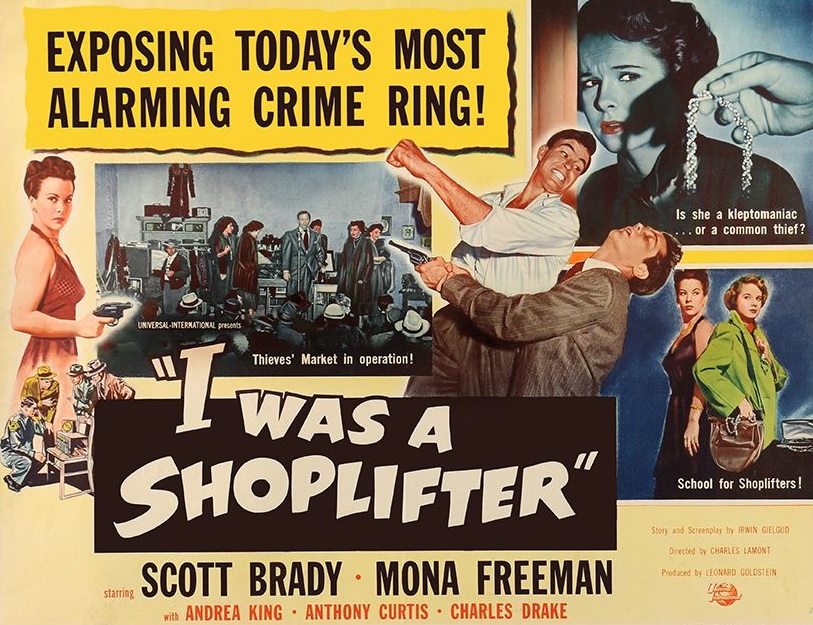 EXPOSING TODAY'S MOST
ALARMING CRIME RING!
Is she a kleptomaniac
...or a common thief?
UNIVERSAL-INTERNATIONAL presents
Thieves' Market in operation!
"I WAS A
SHOPLIFTER"
School for Shoplifters!
Story and Screenplay by IRWIN GIELGUD
Directed by CHARLES LAMONT
Produced by LEONARD GOLDSTEIN
starring SCOTT BRADY · MONA FREEMAN
with ANDREA KING · ANTHONY CURTIS · CHARLES DRAKE